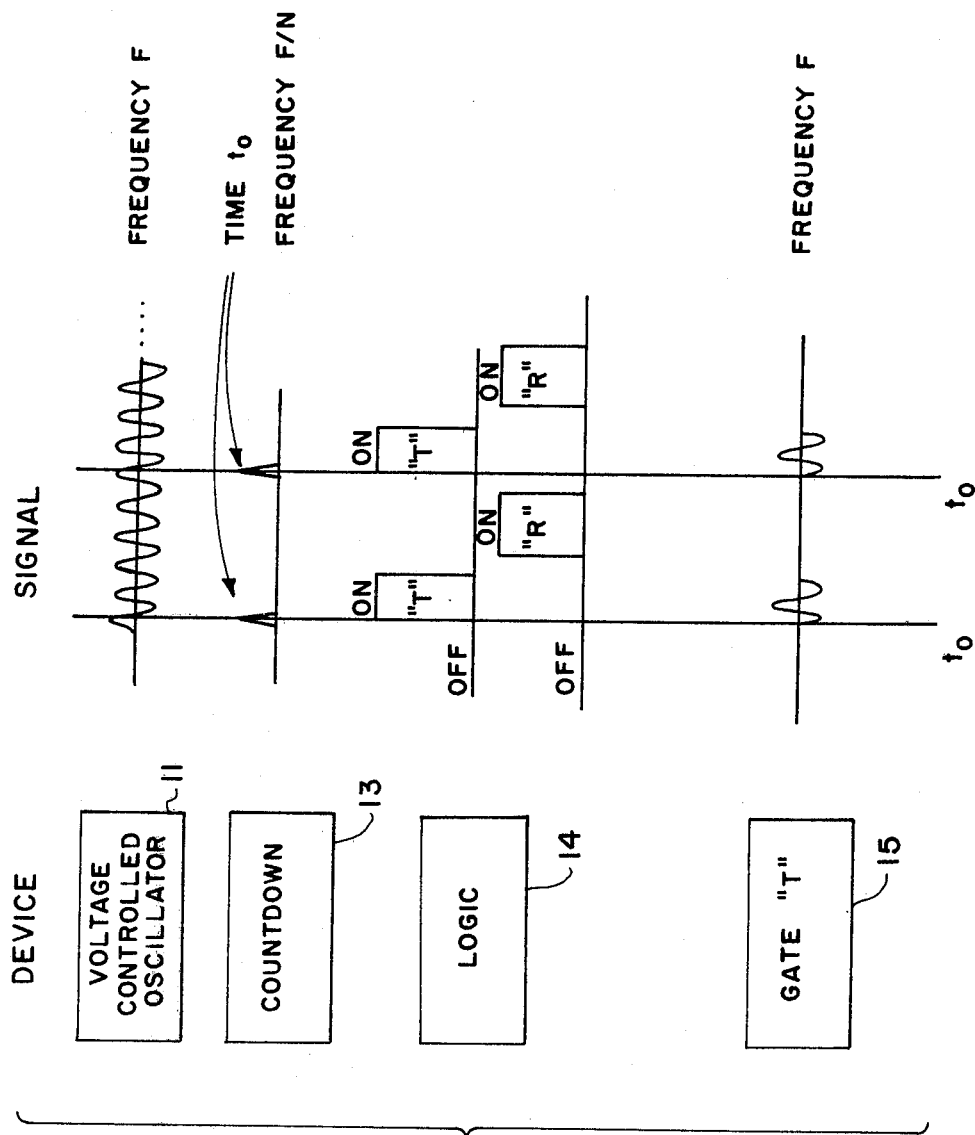 DEVICE
SIGNAL
VOLTAGE
CONTROLLED
OSCILLATOR
11
FREQUENCY F
COUNTDOWN
13
TIME t₀
FREQUENCY F/N
LOGIC
14
ON
"T"
ON
"T"
OFF
ON
"R"
ON
"R"
OFF
GATE "T"
15
FREQUENCY F
t₀
t₀